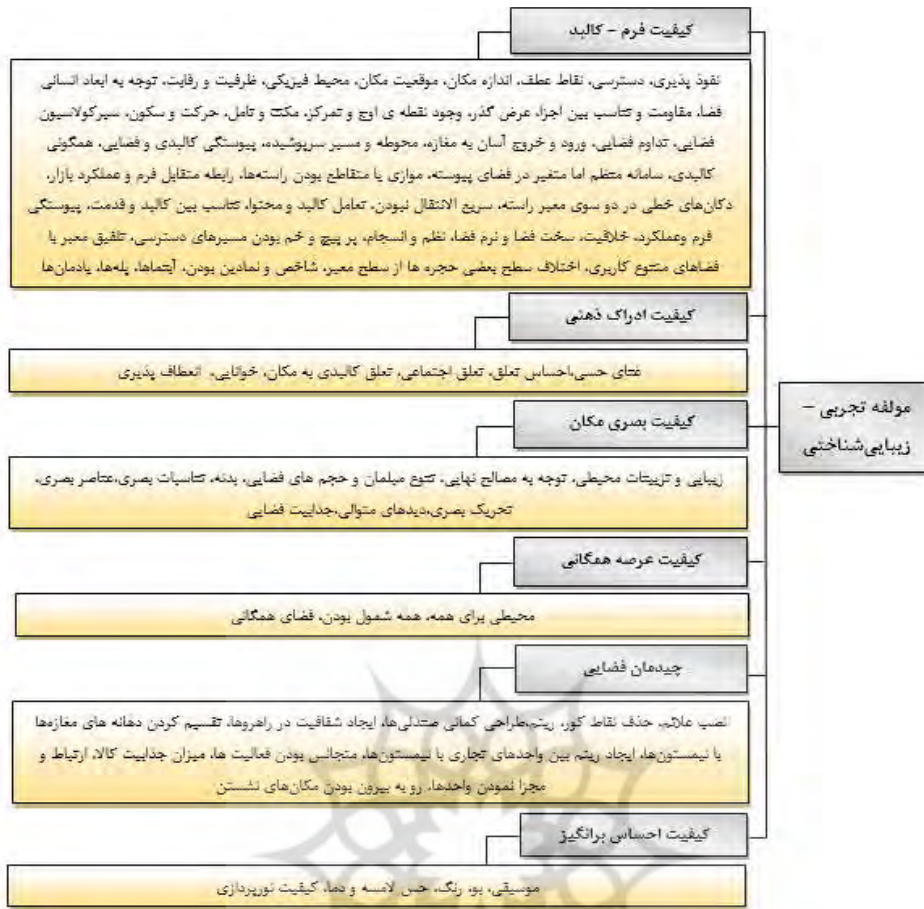 کیفیت فرم – کالبد
نفوذ پذیری، دسترسی، نقاط عطف، اندازه مکان، موقعیت مکان، محیط فیزیکی، ظرفیت و رقابت، توجه به ابعاد انسانی
فضا، مقاومت و تناسب بین اجزا، عرض گذر، وجود نقطه ی اوج و تمرکز، مکث و تامل، حرکت و سکون، سیرکولاسیون
فضایی، تداوم فضایی، ورود و خروج آسان به مغازه، محوطه و مسیر سرپوشیده، پیوستگی کالبدی و فضایی، همگونی
کالبدی، سامانه منظم اما متغیر در فضای پیوسته، موازی یا متقاطع بودن راسته‌ها، رابطه متقابل فرم و عملکرد بازار،
دکان‌های خطی در دو سوی معبر راسته، سریع الانتقال نبودن، تعامل کالبد و محتوا، تناسب بین کالبد و قدمت، پیوستگی
فرم وعملکرد، خلاقیت، سخت فضا و نرم فضا، نظم و انسجام، پر پیچ و خم بودن مسیرهای دسترسی، تلفیق معبر با
فضاهای متنوع کاربری، اختلاف سطح بعضی حجره ها از سطح معبر، شاخص و نمادین بودن، آبنماها، پله‌ها، یادمان‌ها
کیفیت ادراک ذهنی
غنای حسی،احساس تعلق، تعلق اجتماعی، تعلق کالبدی به مکان، خوانایی، انعطاف پذیری
مولفه تجربی –
زیبایی‌شناختی
کیفیت بصری مکان
زیبایی و تزیینات محیطی، توجه به مصالح نهایی، تنوع مبلمان و حجم های فضایی، بدنه، تناسبات بصری،عناصر بصری،
تحریک بصری،دیدهای متوالی،جذابیت فضایی
کیفیت عرصه همگانی
محیطی برای همه، همه شمول بودن، فضای همگانی
چیدمان فضایی
نصب علائم، حذف نقاط کور، ریتم،طراحی کمانی صندلی‌ها، ایجاد شفافیت در راهروها، تقسیم کردن دهانه های مغازه‌ها
با نیمستون‌ها، ایجاد ریتم بین واحدهای تجاری با نیمستون‌ها، متجانس بودن فعالیت ها، میزان جذابیت کالا، ارتباط و
مجزا نمودن واحدها، رو به بیرون بودن مکان‌های نشستن
کیفیت احساس برانگیز
موسیقی، بو، رنگ، حس لامسه و دما، کیفیت نورپردازی